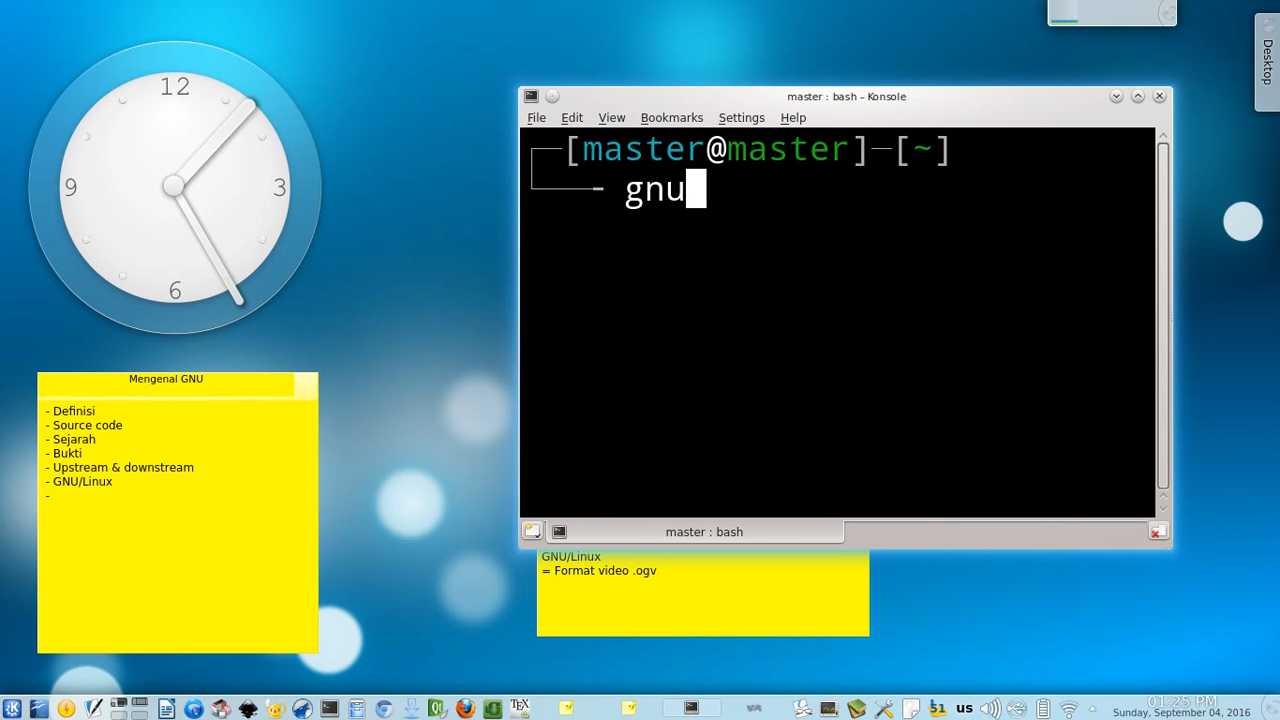 Desktop
12
9
3
6
master : bash – Konsole
File Edit View Bookmarks Settings Help
[master@master]-[~]
- gnu
master : bash
Mengenal GNU
- Definisi
- Source code
- Sejarah
- Bukti
- Upstream & downstream
- GNU/Linux
-
GNU/Linux
= Format video .ogv
TEX
us
01:25 PM
Sunday, September 04, 2016